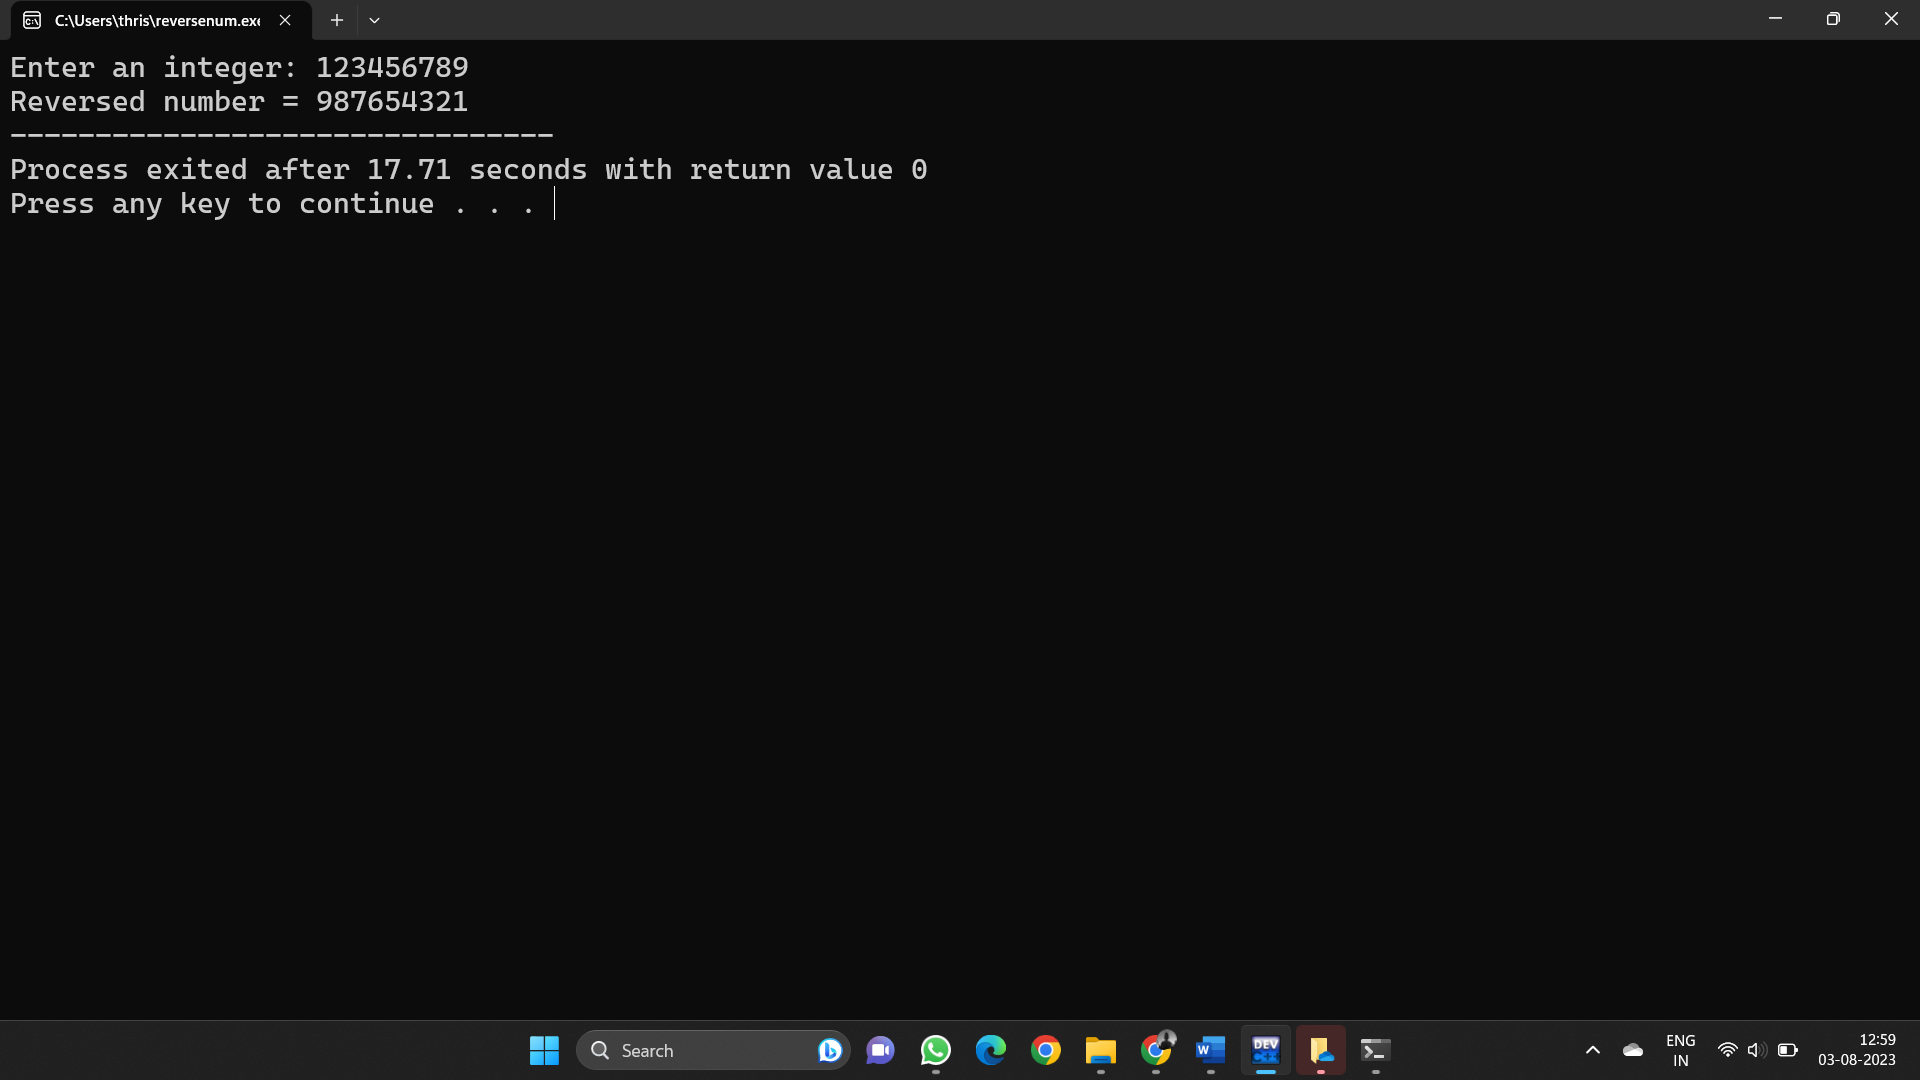 C:\Users\thris\reversenum.exe
Enter an integer: 123456789
Reversed number = 987654321
--------------------------------
Process exited after 17.71 seconds with return value 0
Press any key to continue . . .
Search
W
DEV
C++
ENG
IN
12:59
03-08-2023